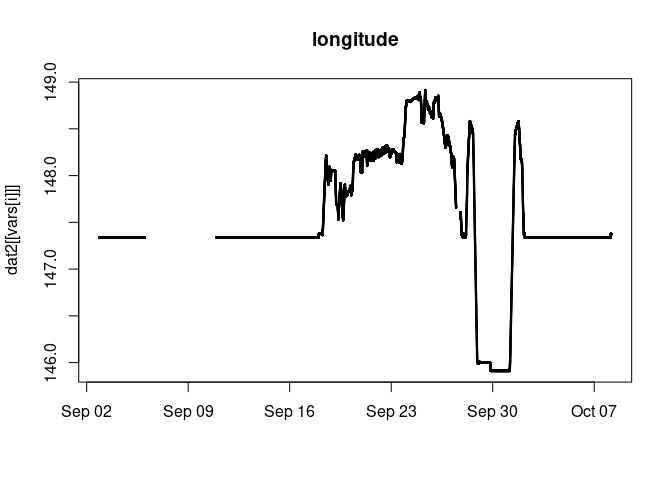 longitude
dat2[[vars[i]]]
149.0
148.0
147.0
146.0
Sep 02
Sep 09
Sep 16
Sep 23
Sep 30
Oct 07